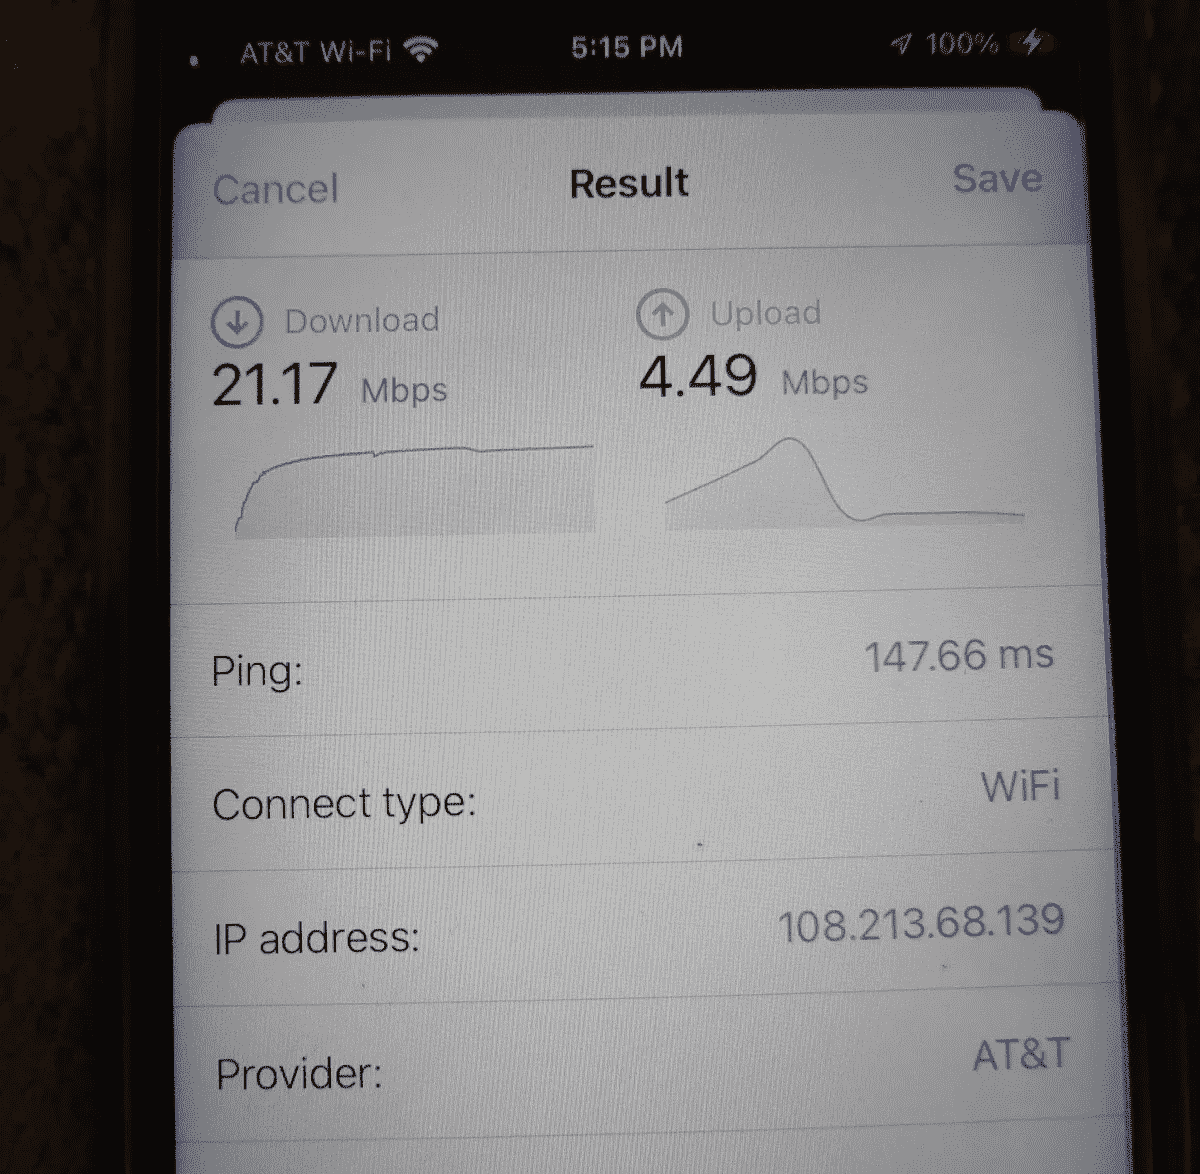 AT&T Wi-Fi 5:15 PM 100%
Cancel Result Save
Download Upload
21.17 Mbps 4.49 Mbps
Ping: 147.66 ms
Connect type: WiFi
IP address: 108.213.68.139
Provider: AT&T